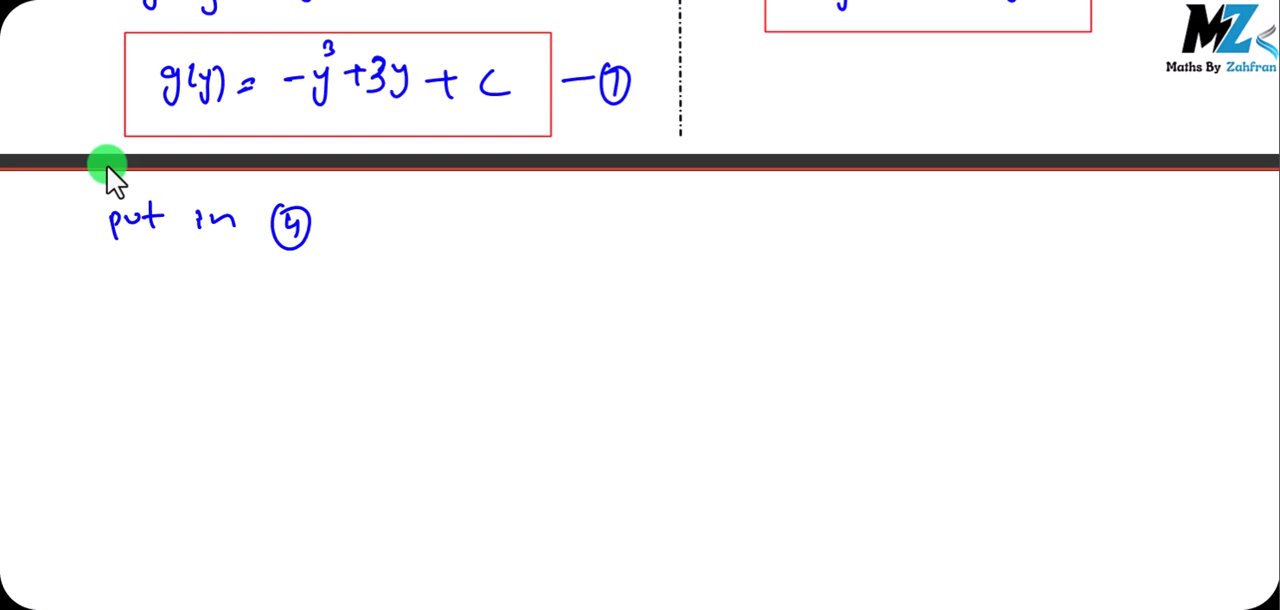 g(y) = -y³+3y + c —⑦
MZ
Maths By Zahfran
put in ④